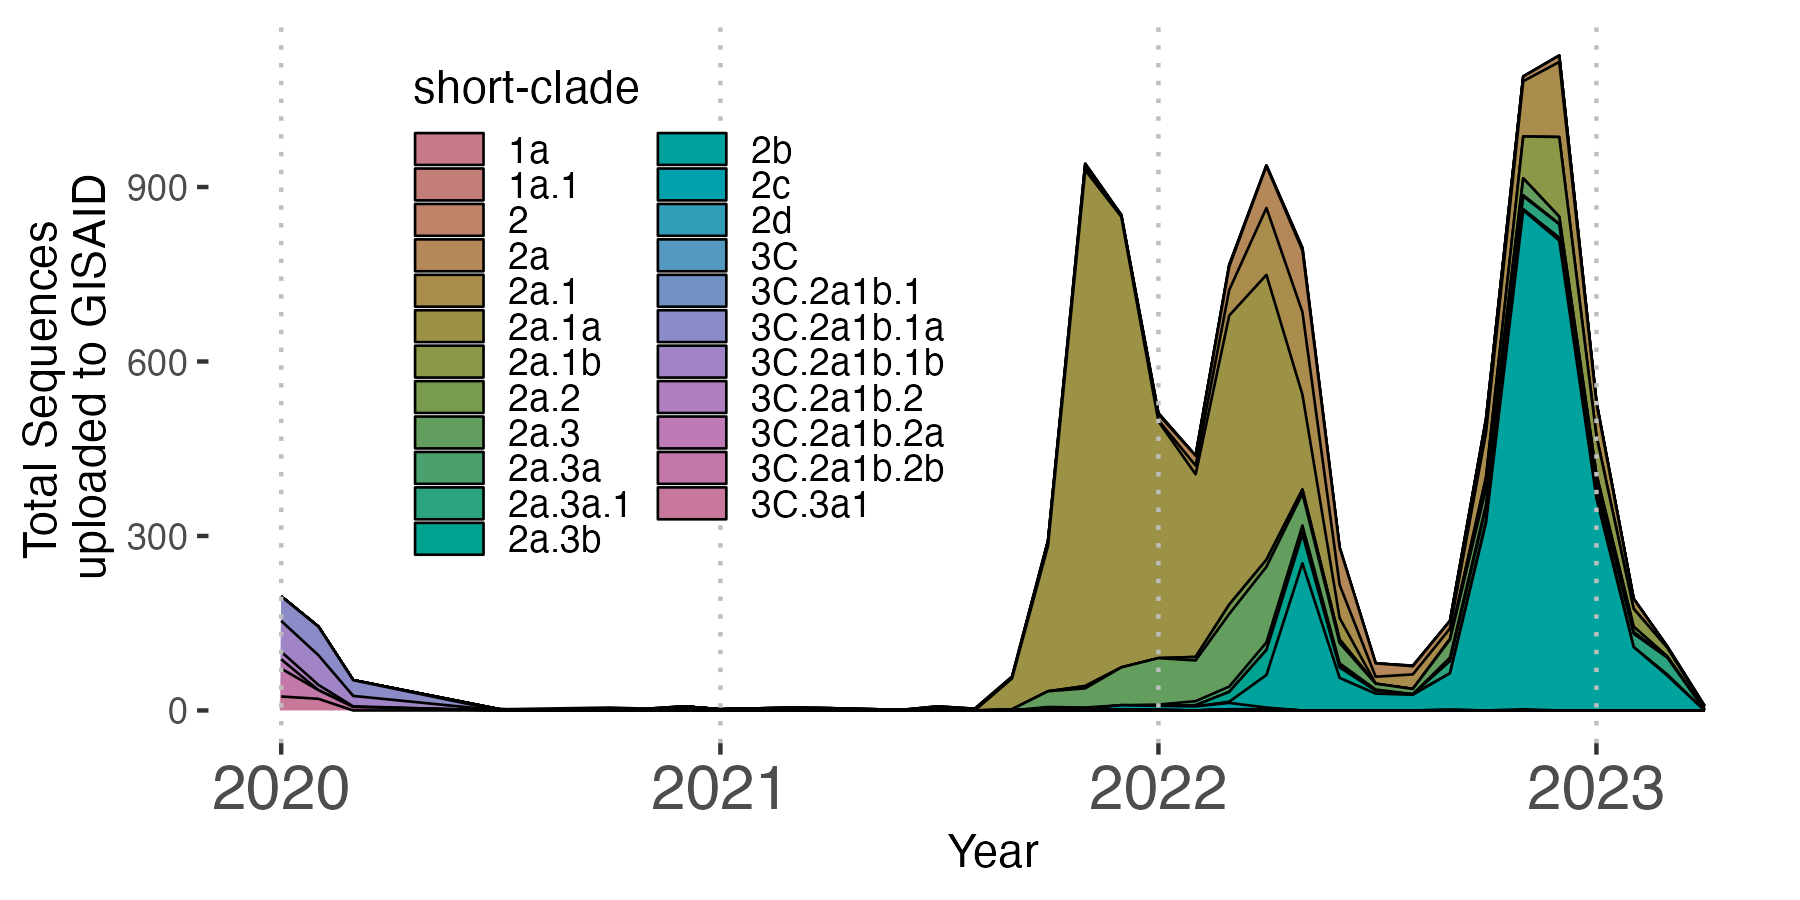 short-clade
1a
1a.1
2
2a
2a.1
2a.1a
2a.1b
2a.2
2a.3
2a.3a
2a.3a.1
2a.3b
2b
2c
2d
3C
3C.2a1b.1
3C.2a1b.1a
3C.2a1b.1b
3C.2a1b.2
3C.2a1b.2a
3C.2a1b.2b
3C.3a1
Total Sequences
uploaded to GISAID
900
600
300
0
2020 2021 2022 2023
Year